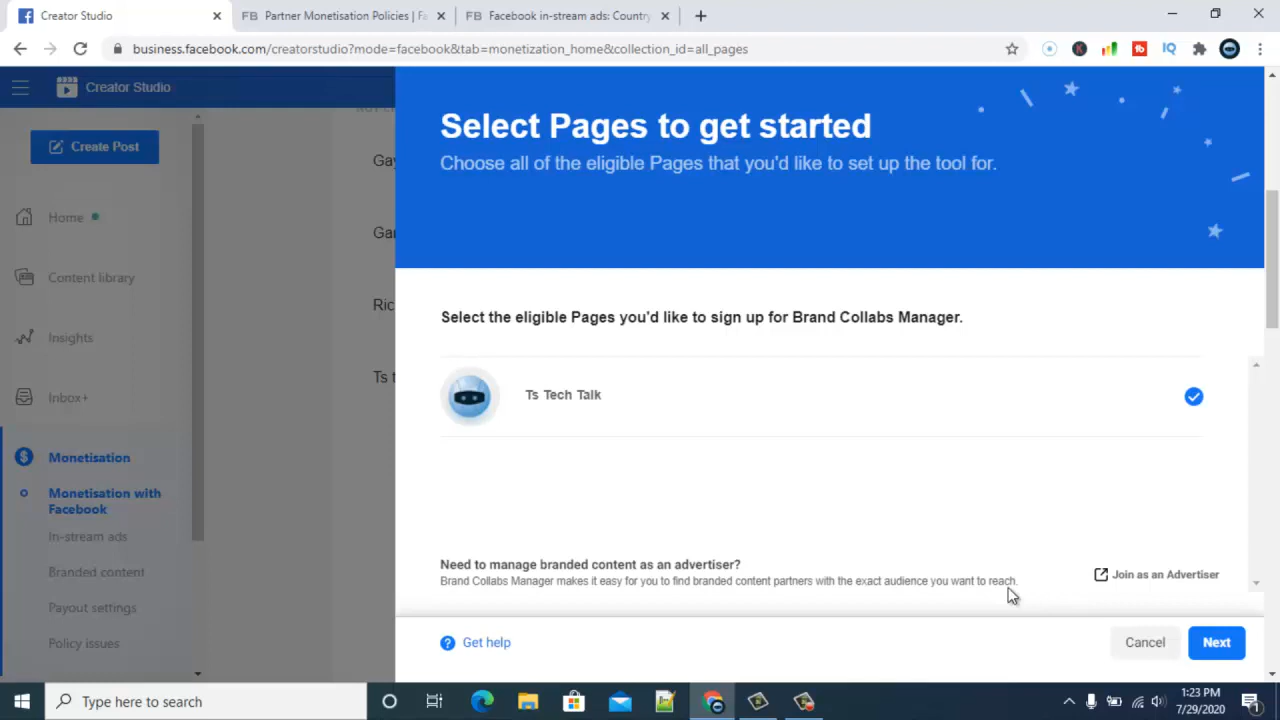 Creator Studio
Partner Monetisation Policies | Fa
Facebook in-stream ads: Country
business.facebook.com/creatorstudio?mode=facebook&tab=monetization_home&collection_id=all_pages
Creator Studio
Create Post
Home
Content library
Insights
Inbox+
Monetisation
Monetisation with
Facebook
In-stream ads
Branded content
Payout settings
Policy issues
Gay
Gar
Ric
Ts t
Select Pages to get started
Choose all of the eligible Pages that you'd like to set up the tool for.
Select the eligible Pages you'd like to sign up for Brand Collabs Manager.
Ts Tech Talk
Need to manage branded content as an advertiser?
Brand Collabs Manager makes it easy for you to find branded content partners with the exact audience you want to reach.
Join as an Advertiser
Get help
Cancel
Next
Type here to search
1:23 PM
7/29/2020